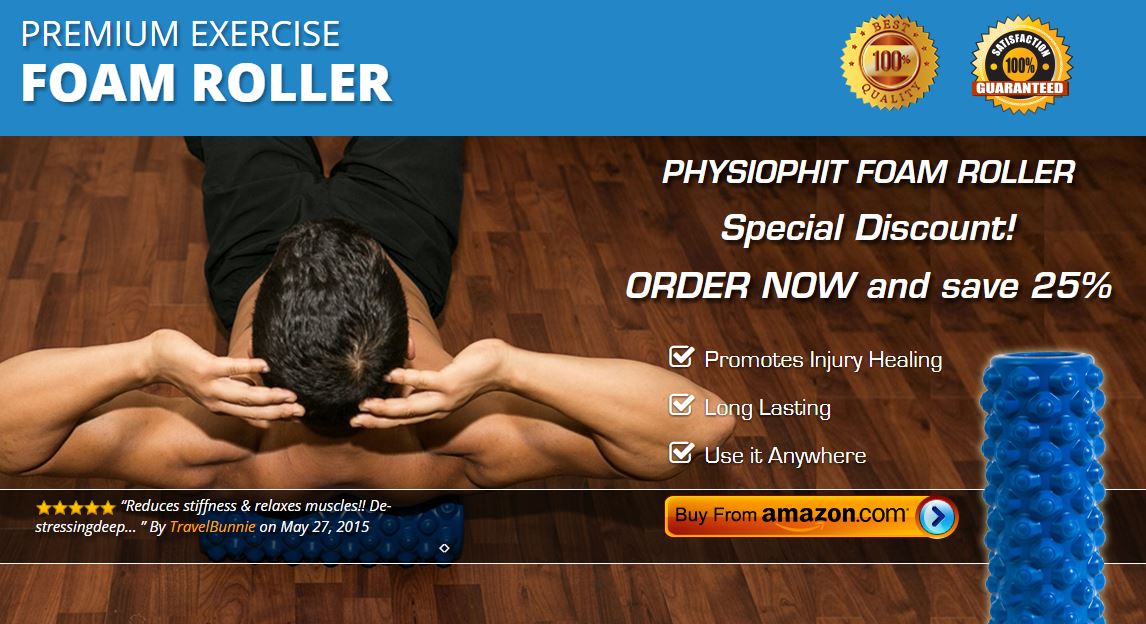 PREMIUM EXERCISE
FOAM ROLLER
BEST
100%
QUALITY
SATISFACTION
100%
GUARANTEED
PHYSIOPHIT FOAM ROLLER
Special Discount!
ORDER NOW and save 25%
Promotes Injury Healing
Long Lasting
Use it Anywhere
“Reduces stiffness & relaxes muscles!! De-
stressingdeep... ” By TravelBunnie on May 27, 2015
Buy From amazon.com